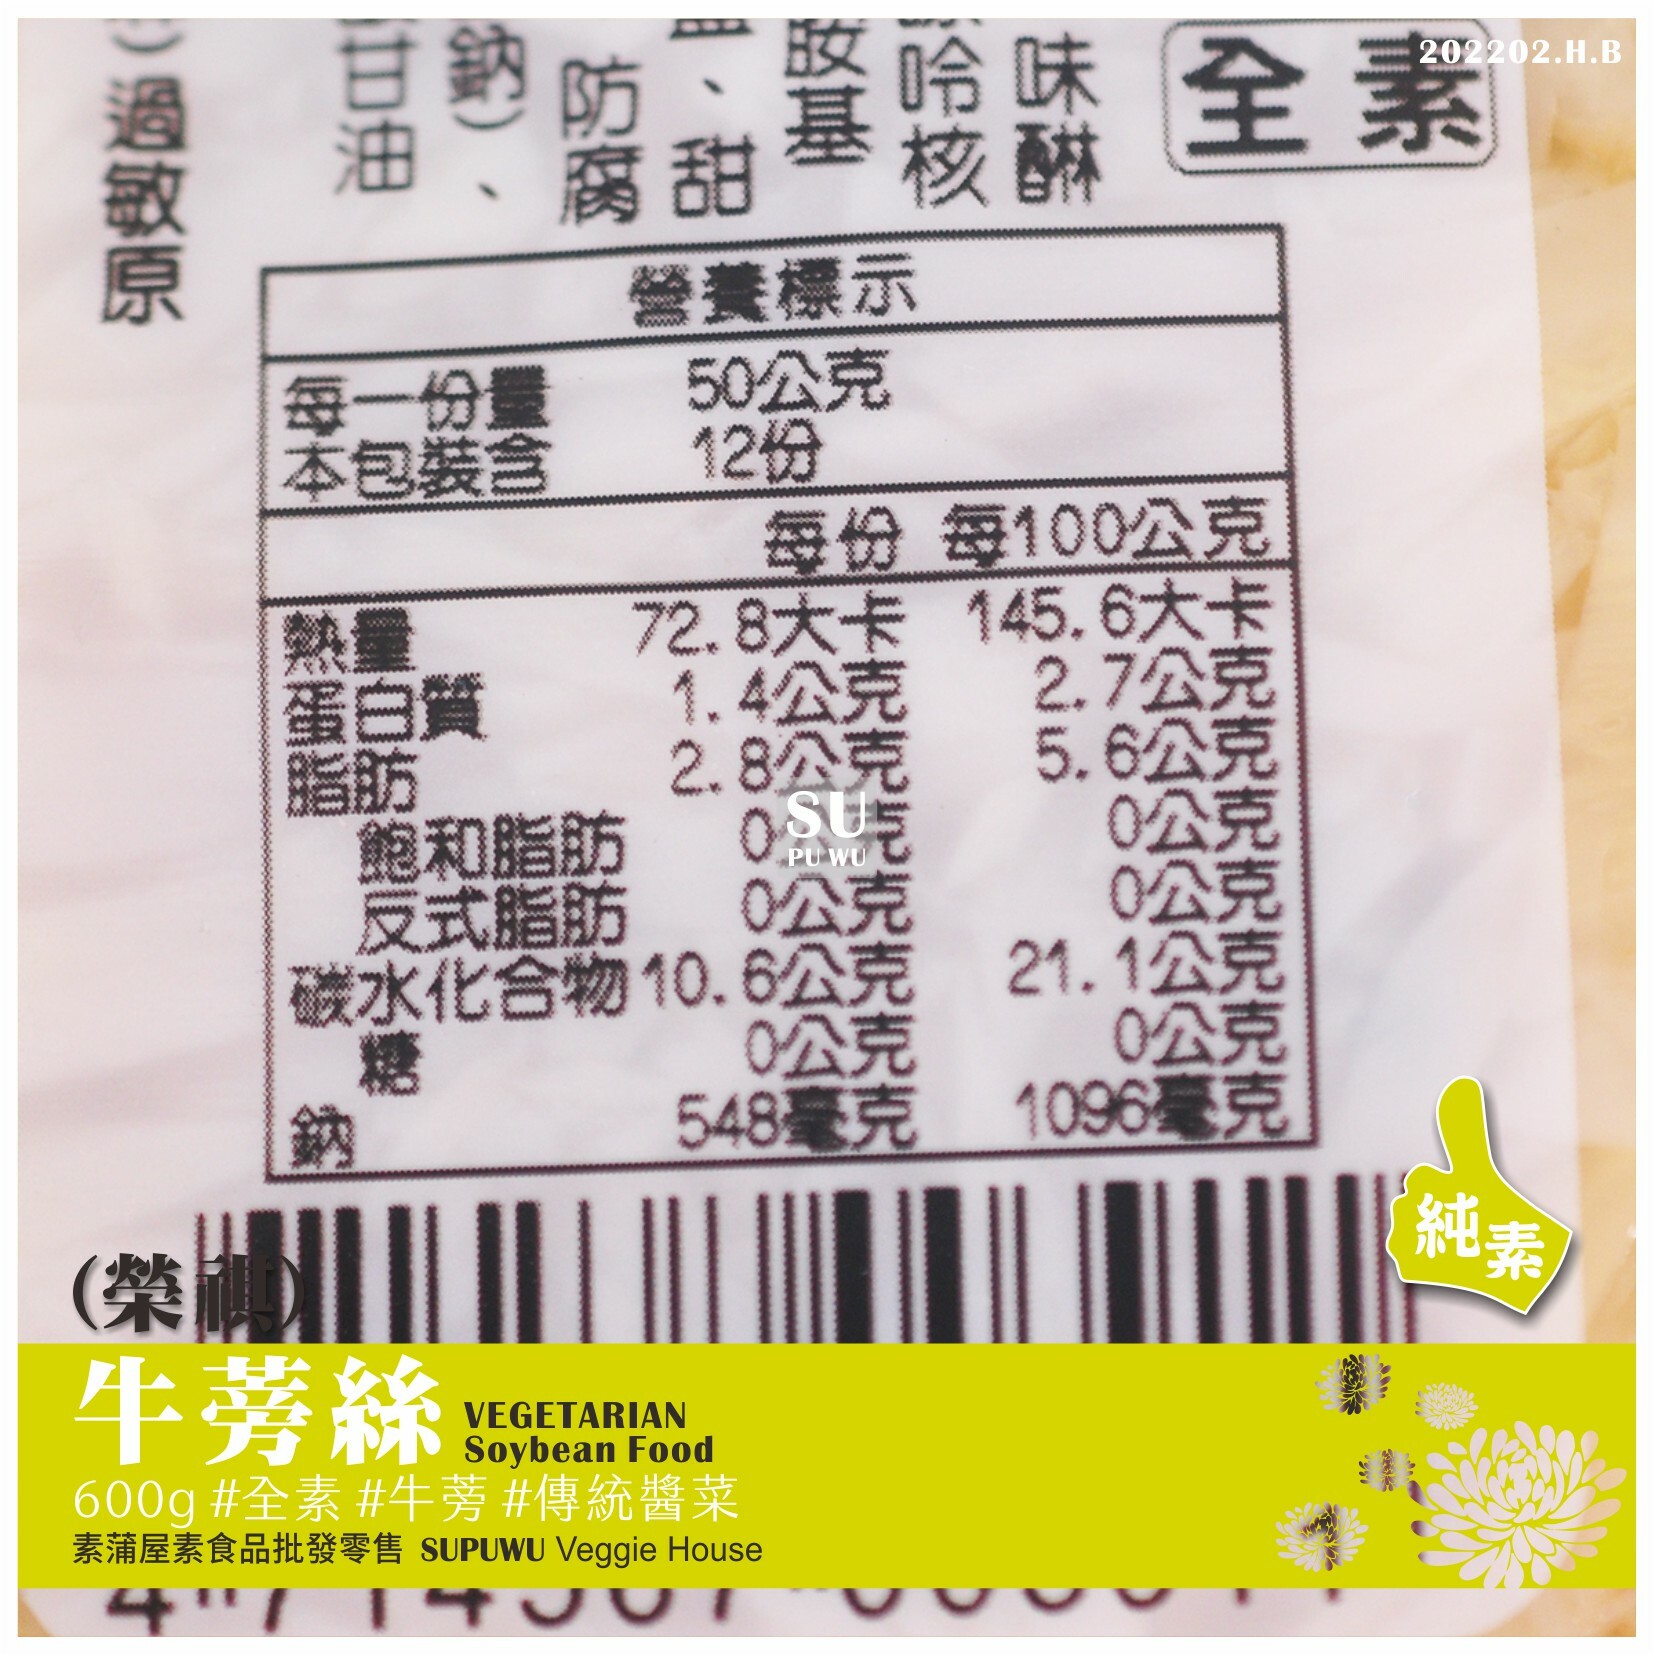 202202.H.B
全素
味醂
呤核
胺基
、甜
防腐
鈉)、
甘油
)過敏原
營養標示
每一份量 50公克
本包裝含 12份
每份 每100公克
熱量 72.8大卡 145.6大卡
蛋白質 1.4公克 2.7公克
脂肪 2.8公克 5.6公克
飽和脂肪 0公克 0公克
反式脂肪 0公克 0公克
碳水化合物 10.6公克 21.1公克
糖 0公克 0公克
鈉 548毫克 1096毫克
SU
PU WU
純素
(榮祺)
牛蒡絲 VEGETARIAN
Soybean Food
600g #全素 #牛蒡 #傳統醬菜
素蒲屋素食品批發零售 SUPUWU Veggie House